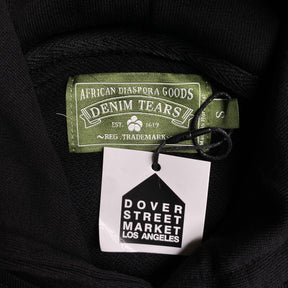 AFRICAN DIASPORA GOODS
DENIM TEARS
EST. 1619
REG. TRADEMARK
S
DOVER
STREET
MARKET
LOS ANGELES